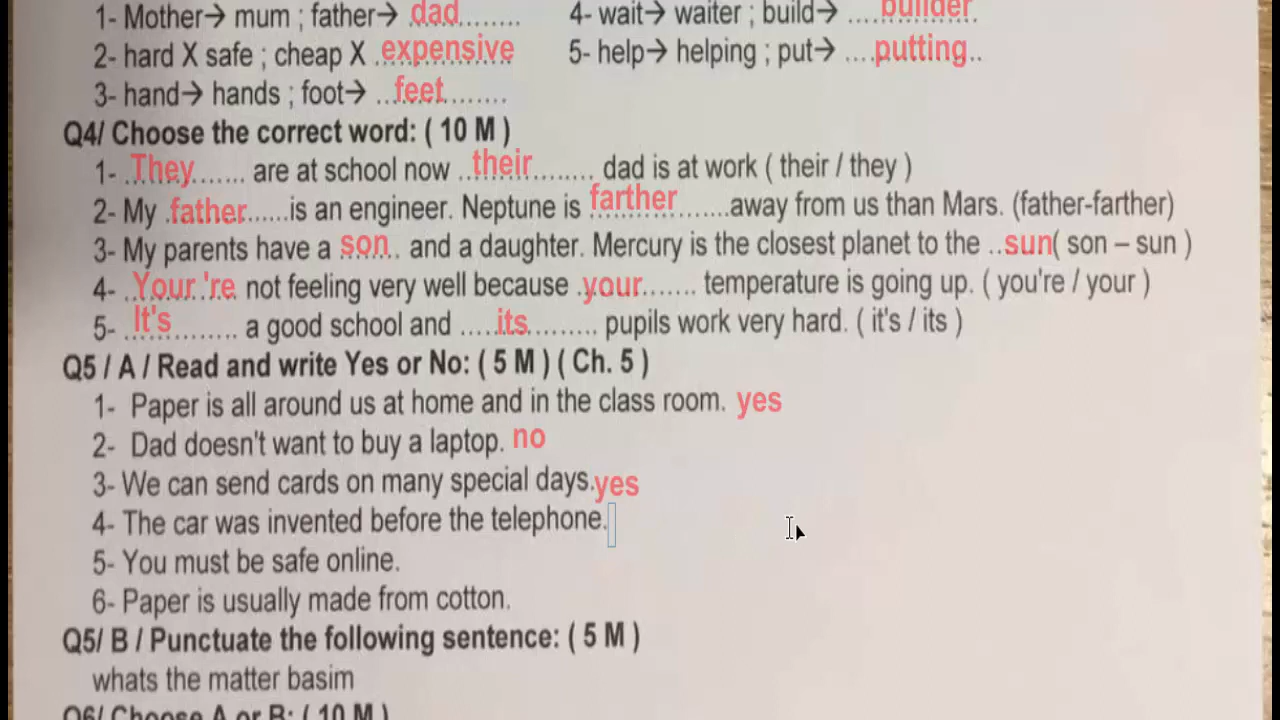 1- Mother→ mum ; father→ dad........ 4- wait→ waiter ; build→ ....builder.
2- hard X safe ; cheap X .expensive 5- help→ helping ; put→ ....putting..
3- hand→ hands ; foot→ ...feet.........
Q4/ Choose the correct word: ( 10 M )
1- .They....... are at school now ..their........ dad is at work ( their / they )
2- My .father......is an engineer. Neptune is farther.......away from us than Mars. (father-farther)
3- My parents have a son.. and a daughter. Mercury is the closest planet to the ..sun( son – sun )
4- ..Your 're not feeling very well because .your....... temperature is going up. ( you're / your )
5- It's........ a good school and .....its......... pupils work very hard. ( it's / its )
Q5 / A / Read and write Yes or No: ( 5 M ) ( Ch. 5 )
1- Paper is all around us at home and in the class room. yes
2- Dad doesn't want to buy a laptop. no
3- We can send cards on many special days.yes
4- The car was invented before the telephone.
5- You must be safe online.
6- Paper is usually made from cotton.
Q5/ B / Punctuate the following sentence: ( 5 M )
whats the matter basim
Q6/ Choose A or B: ( 10 M )